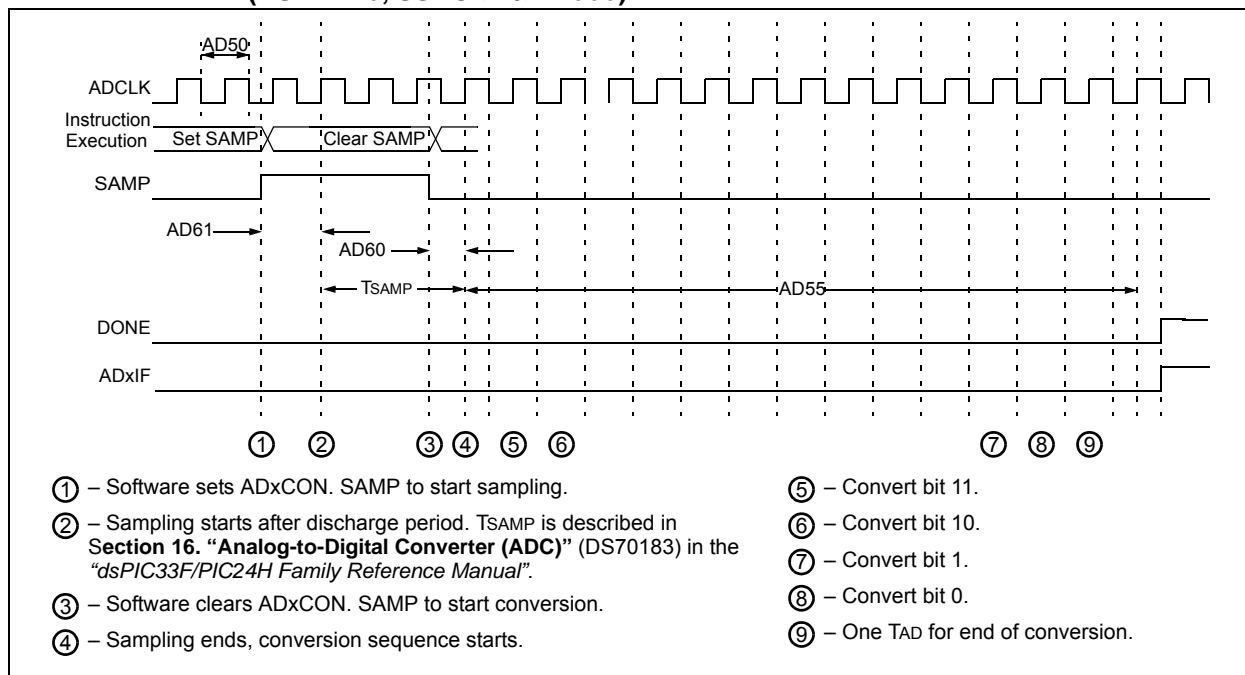 AD50
ADCLK
Instruction
Execution
Set SAMP
Clear SAMP
SAMP
AD61
AD60
TSAMP
AD55
DONE
ADxIF
1 2 3 4 5 6 7 8 9
1 – Software sets ADxCON. SAMP to start sampling.
2 – Sampling starts after discharge period. TSAMP is described in
Section 16. “Analog-to-Digital Converter (ADC)” (DS70183) in the
“dsPIC33F/PIC24H Family Reference Manual”.
3 – Software clears ADxCON. SAMP to start conversion.
4 – Sampling ends, conversion sequence starts.
5 – Convert bit 11.
6 – Convert bit 10.
7 – Convert bit 1.
8 – Convert bit 0.
9 – One TAD for end of conversion.